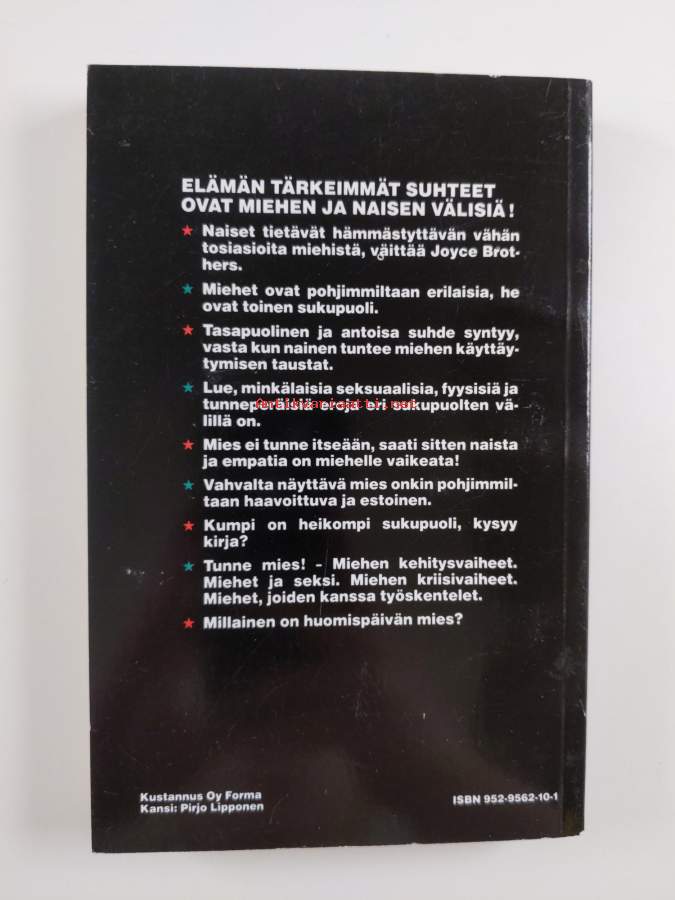 ELÄMÄN TÄRKEIMMÄT SUHTEET
OVAT MIEHEN JA NAISEN VÄLISIÄ!
★ Naiset tietävät hämmästyttävän vähän
tosiasioita miehistä, väittää Joyce Brot-
hers.
★ Miehet ovat pohjimmiltaan erilaisia, he
ovat toinen sukupuoli.
★ Tasapuolinen ja antoisa suhde syntyy,
vasta kun nainen tuntee miehen käyttäy-
tymisen taustat.
★ Lue, minkälaisia seksuaalisia, fyysisiä ja
tunneperäisiä eroja eri sukupuolten vä-
Antikvariaatti.net
lillä on.
★ Mies ei tunne itseään, saati sitten naista
ja empatia on miehelle vaikeata!
★ Vahvalta näyttävä mies onkin pohjimmil-
taan haavoittuva ja estoinen.
★ Kumpi on heikompi sukupuoli, kysyy
kirja?
★ Tunne mies! - Miehen kehitysvaiheet.
Miehet ja seksi. Miehen kriisivaiheet.
Miehet, joiden kanssa työskentelet.
★ Millainen on huomispäivän mies?
Kustannus Oy Forma
Kansi: Pirjo Lipponen
ISBN 952-9562-10-1